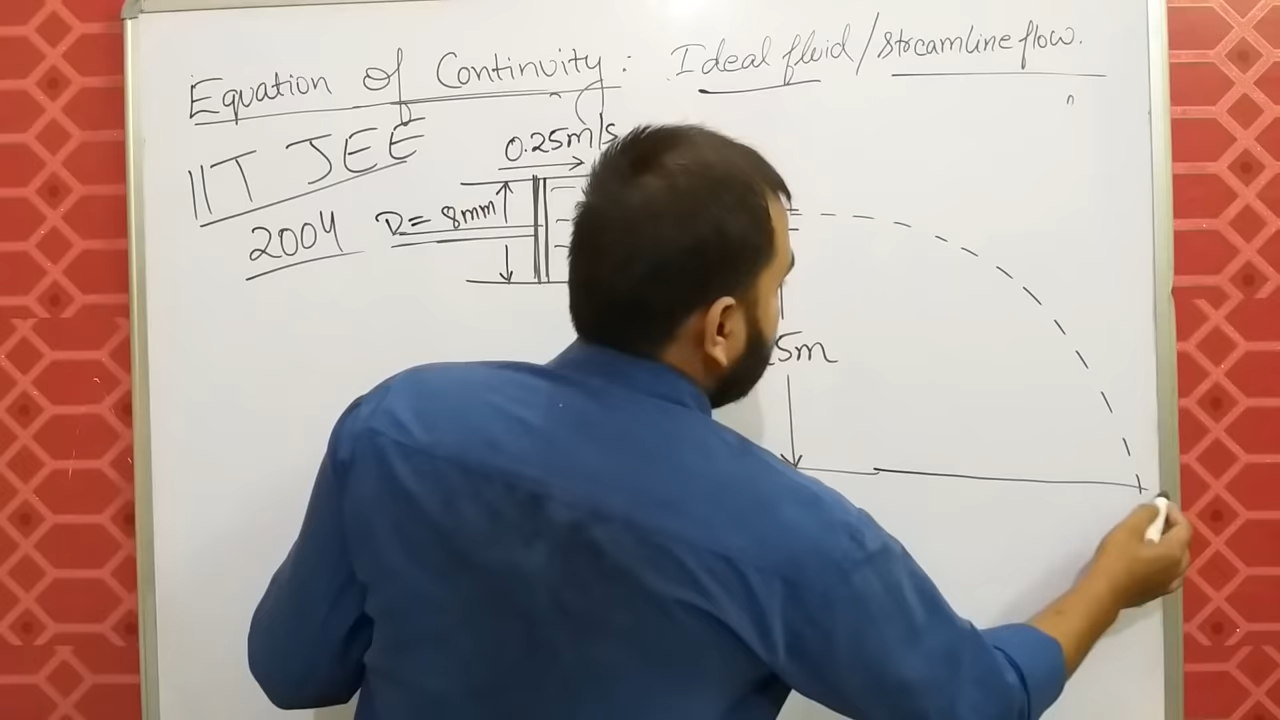 Equation of Continuity : Ideal fluid / streamline flow.
IIT JEE
2004
0.25m/s
D = 8mm
5m